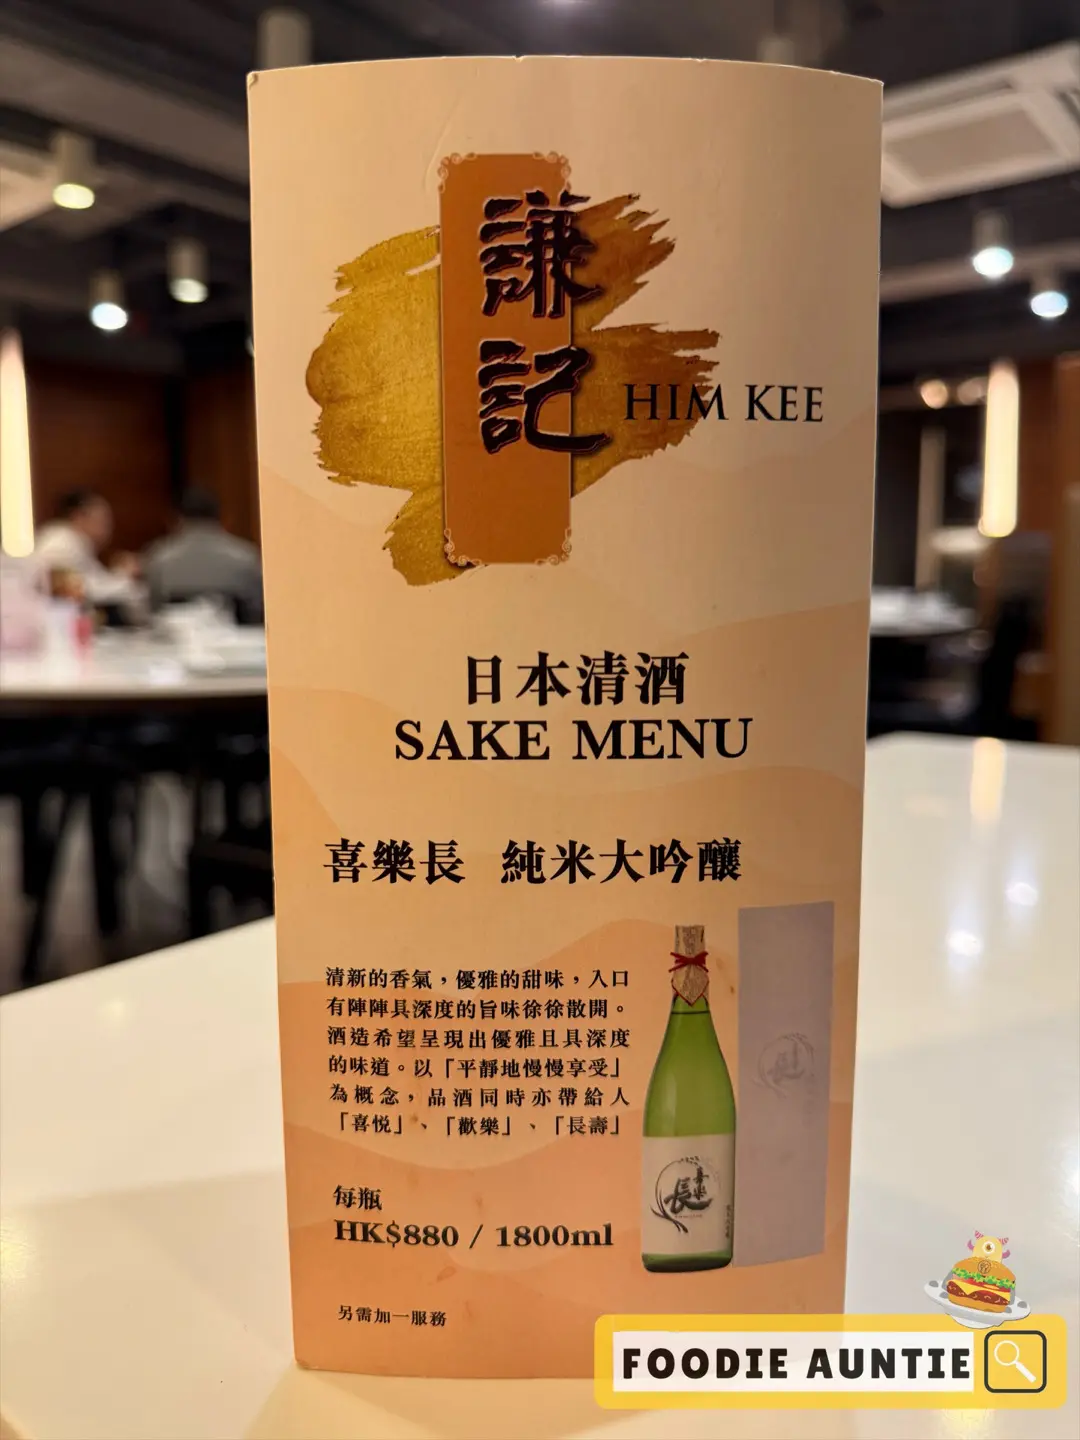 謙記
HIM KEE
日本清酒
SAKE MENU
喜樂長 純米大吟釀
清新的香氣，優雅的甜味，入口
有陣陣具深度的旨味徐徐散開。
酒造希望呈現出優雅且具深度
的味道。以「平靜地慢慢享受」
為概念，品酒同時亦帶給人
「喜悅」、「歡樂」、「長壽」
每瓶
HK$880 / 1800ml
另需加一服務
喜樂長
FOODIE AUNTIE